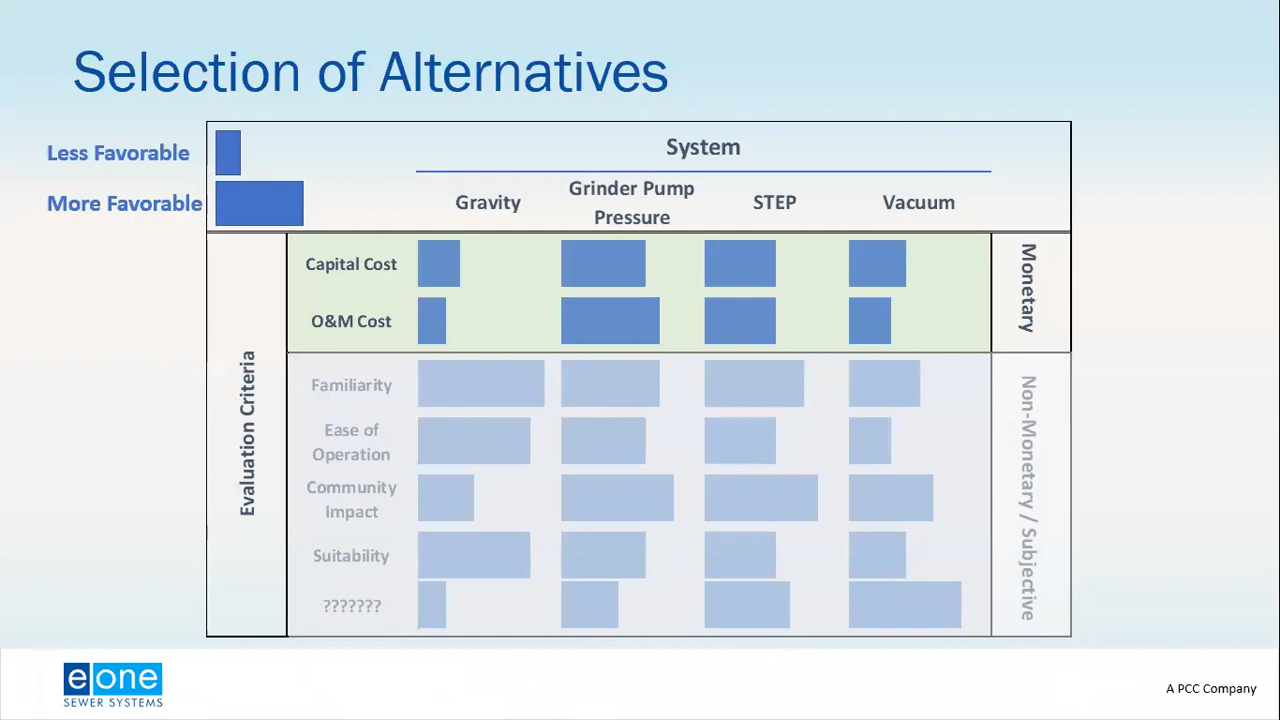 Selection of Alternatives
Less Favorable
More Favorable
System
Gravity
Grinder Pump
Pressure
STEP
Vacuum
Evaluation Criteria
Capital Cost
O&M Cost
Monetary
Familiarity
Ease of
Operation
Community
Impact
Suitability
???????
Non-Monetary / Subjective
eone
SEWER SYSTEMS
A PCC Company